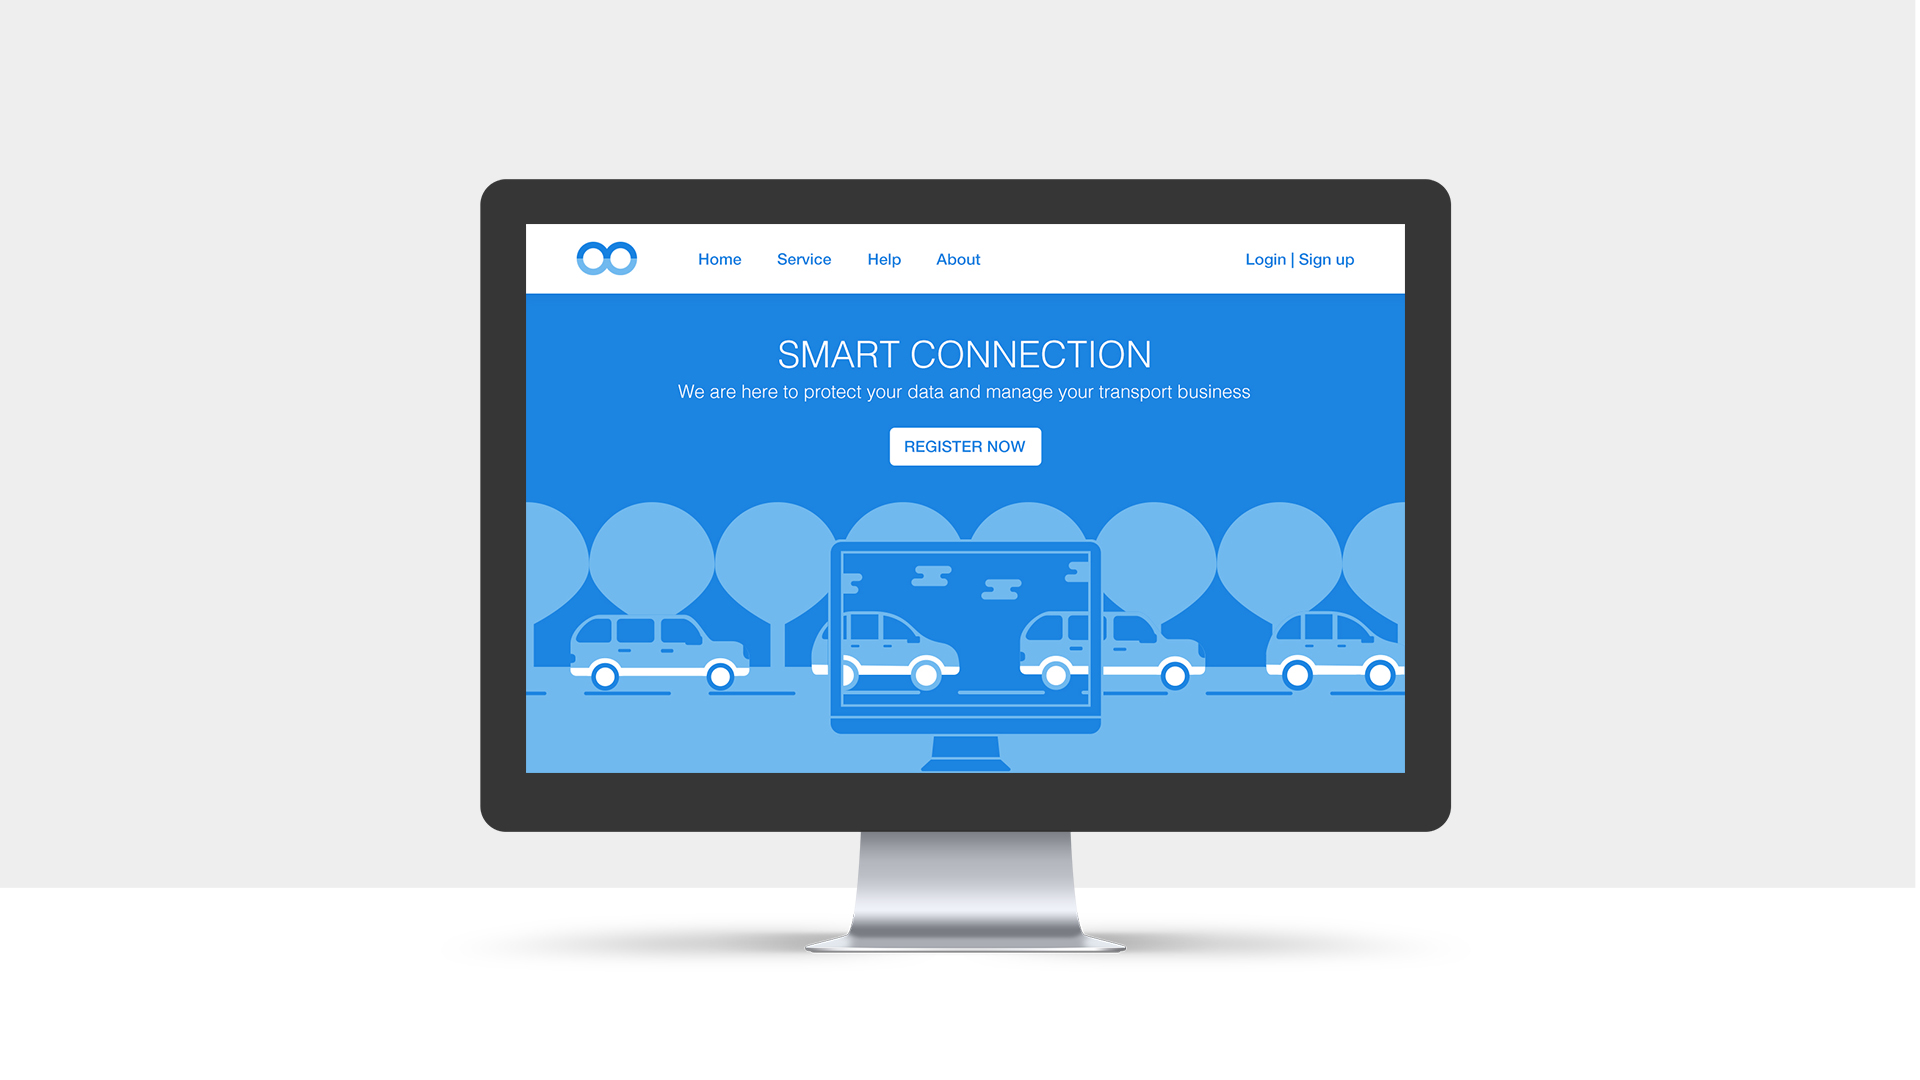 Home Service Help About Login | Sign up
SMART CONNECTION
We are here to protect your data and manage your transport business
REGISTER NOW